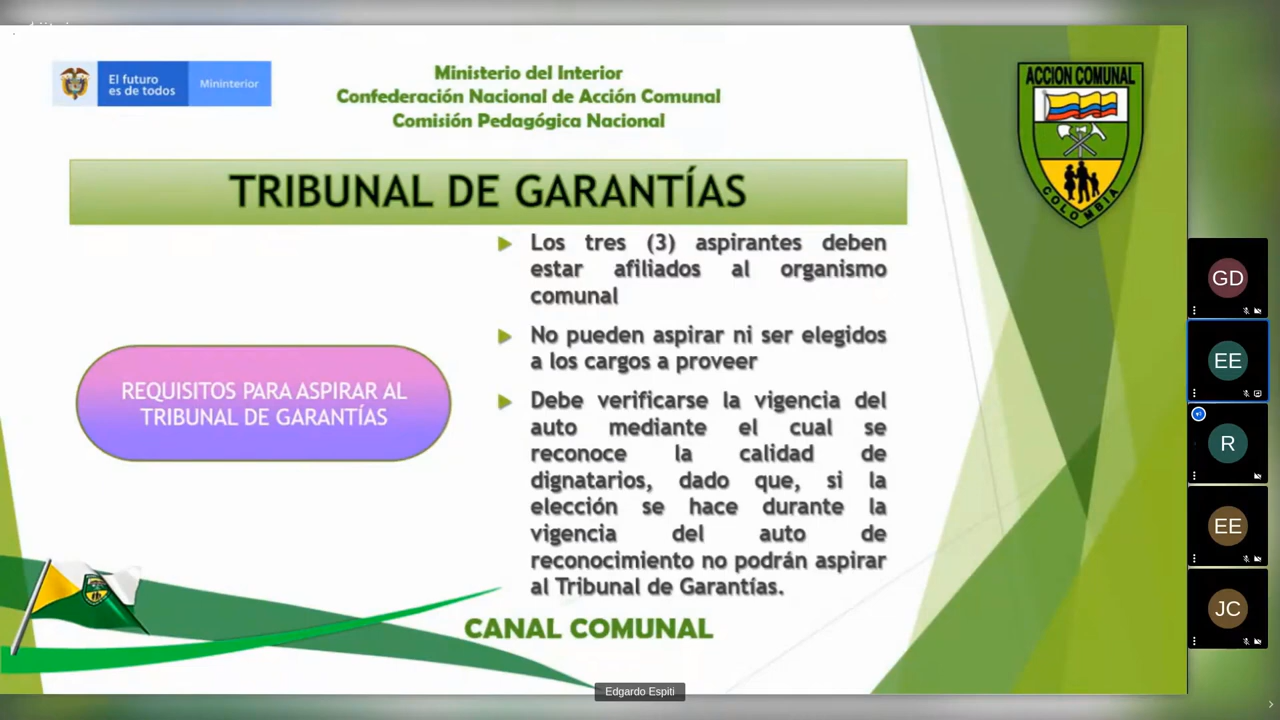 El futuro
es de todos
Mininterior
Ministerio del Interior
Confederación Nacional de Acción Comunal
Comisión Pedagógica Nacional
ACCION COMUNAL
COLOMBIA
TRIBUNAL DE GARANTÍAS
REQUISITOS PARA ASPIRAR AL
TRIBUNAL DE GARANTÍAS
Los tres (3) aspirantes deben
estar afiliados al organismo
comunal
No pueden aspirar ni ser elegidos
a los cargos a proveer
Debe verificarse la vigencia del
auto mediante el cual se
reconoce la calidad de
dignatarios, dado que, si la
elección se hace durante la
vigencia del auto de
reconocimiento no podrán aspirar
al Tribunal de Garantías.
CANAL COMUNAL
GD
EE
R
EE
JC
Edgardo Espiti